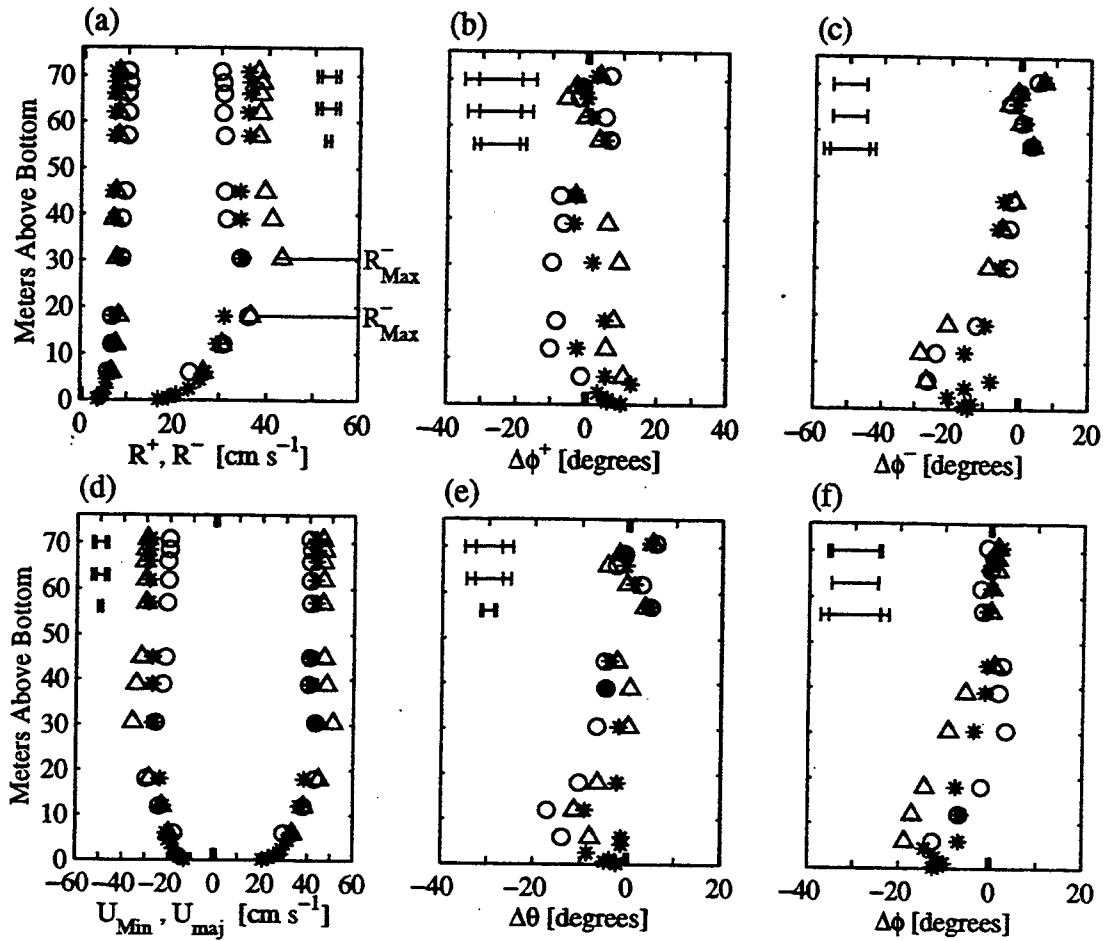 (a)
(b)
(c)
Meters Above Bottom
70
60
50
40
30
20
10
0
R⁻Max
R⁻Max
0 20 40 60
−40 −20 0 20 40
−60 −40 −20 0 20
R⁺, R⁻ [cm s⁻¹]
Δϕ⁺ [degrees]
Δϕ⁻ [degrees]
(d)
(e)
(f)
Meters Above Bottom
70
60
50
40
30
20
10
0
−60 −40 −20 0 20 40 60
−40 −20 0 20 40
−40 −20 0 20
U_Min, U_maj [cm s⁻¹]
Δθ [degrees]
Δϕ [degrees]